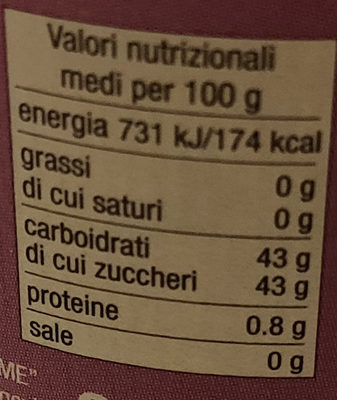 Valori nutrizionali
medi per 100 g
energia 731 kJ/174 kcal
grassi 0 g
di cui saturi 0 g
carboidrati 43 g
di cui zuccheri 43 g
proteine 0.8 g
sale 0 g
ME"